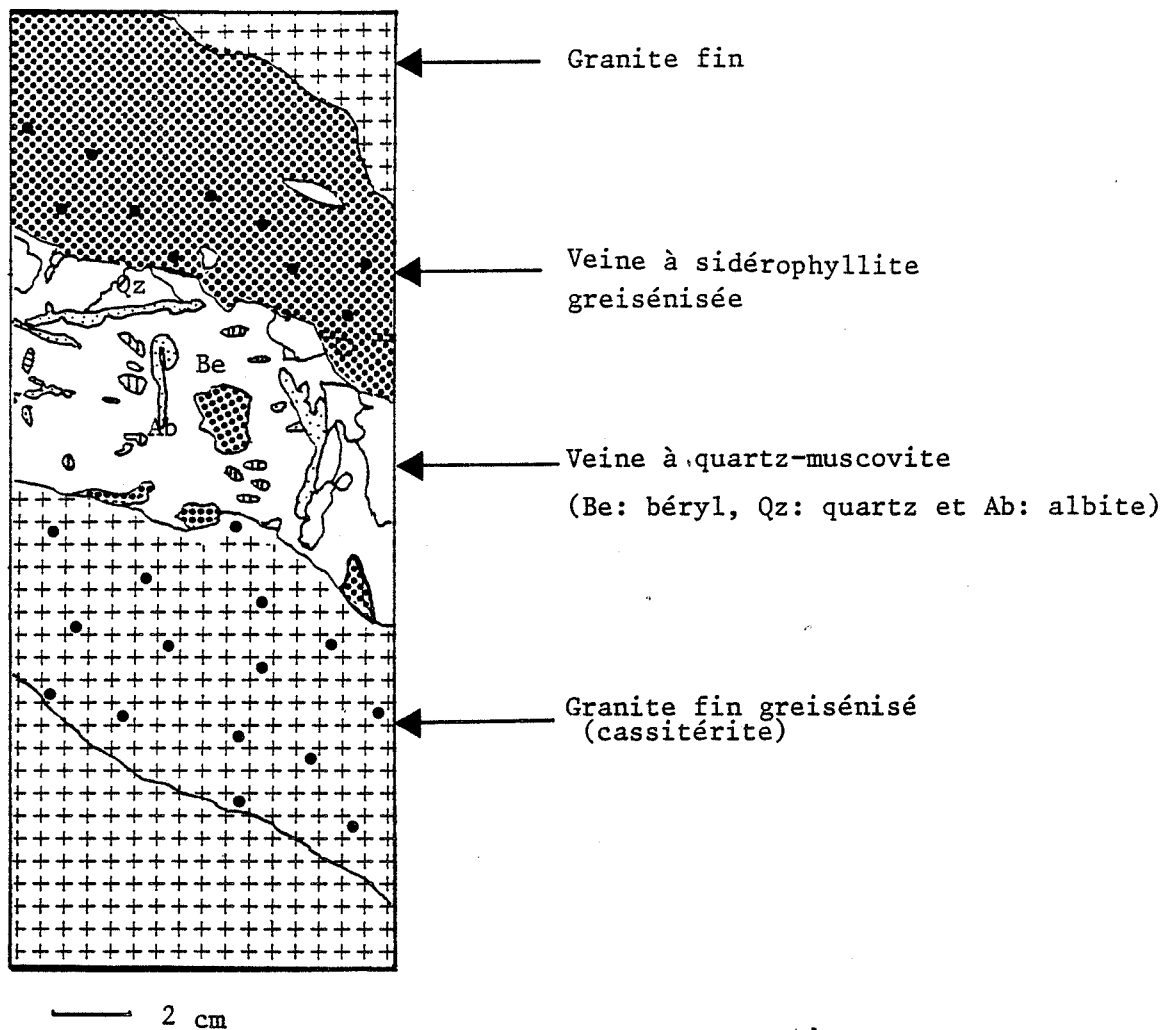 Granite fin
Veine à sidérophyllite
greisénisée
Qz
Be
Ab
Veine à quartz-muscovite
(Be: béryl, Qz: quartz et Ab: albite)
Granite fin greisénisé
(cassitérite)
2 cm